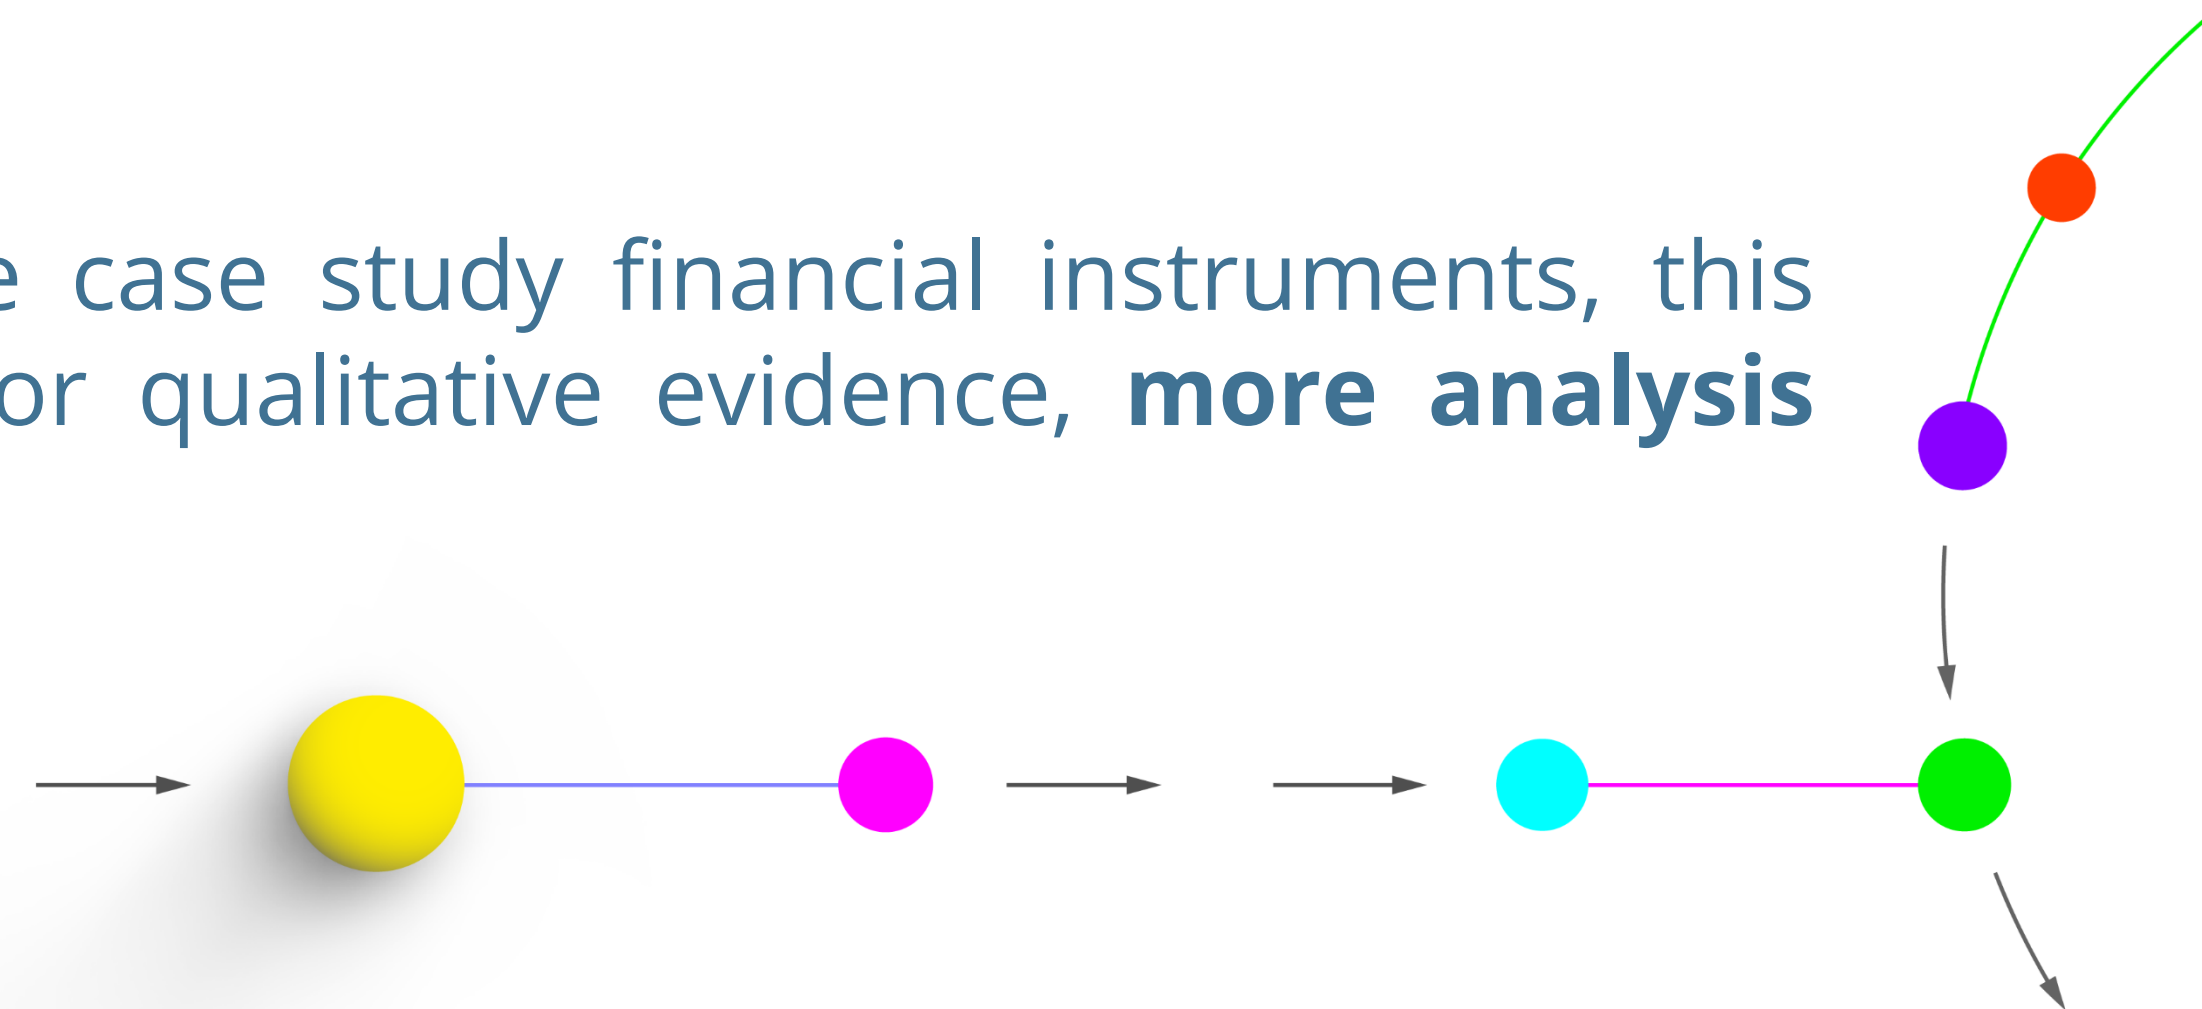 case study financial instruments, this
qualitative evidence, more analysis